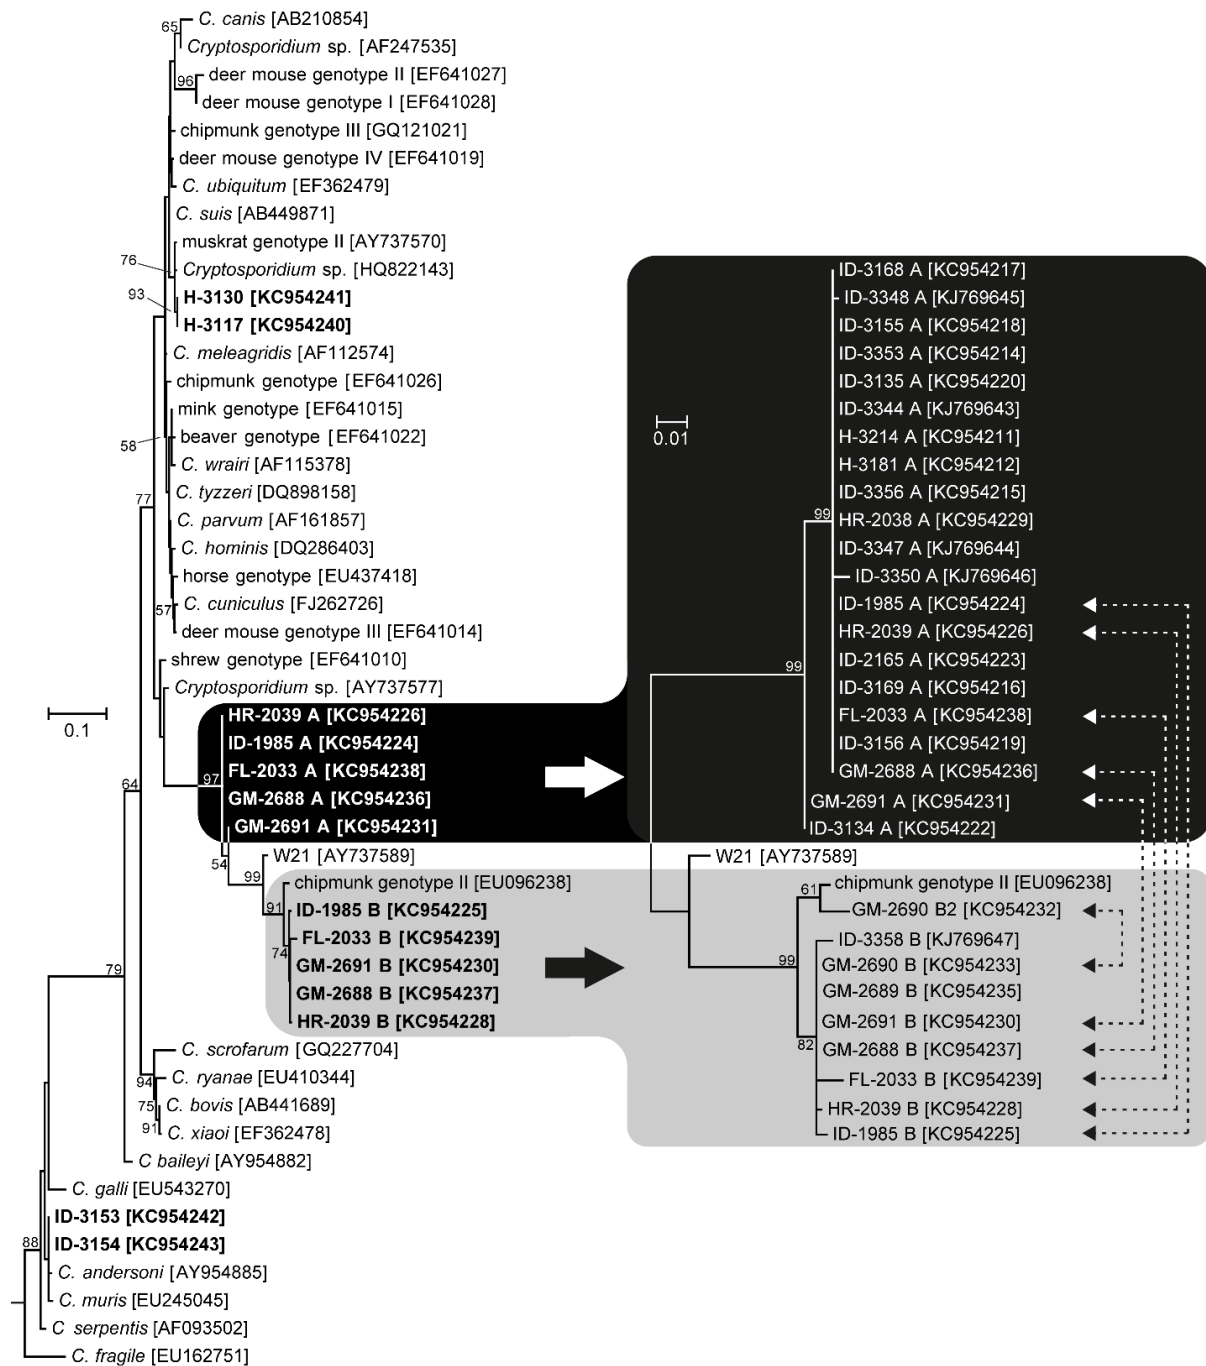 C. canis [AB210854]
Cryptosporidium sp. [AF247535]
deer mouse genotype II [EF641027]
deer mouse genotype I [EF641028]
chipmunk genotype III [GQ121021]
deer mouse genotype IV [EF641019]
C. ubiquitum [EF362479]
C. suis [AB449871]
muskrat genotype II [AY737570]
Cryptosporidium sp. [HQ822143]
H-3130 [KC954241]
H-3117 [KC954240]
C. meleagridis [AF112574]
chipmunk genotype [EF641026]
mink genotype [EF641015]
beaver genotype [EF641022]
C. wrairi [AF115378]
C. tyzzeri [DQ898158]
C. parvum [AF161857]
C. hominis [DQ286403]
horse genotype [EU437418]
C. cuniculus [FJ262726]
deer mouse genotype III [EF641014]
shrew genotype [EF641010]
Cryptosporidium sp. [AY737577]
HR-2039 A [KC954226]
ID-1985 A [KC954224]
FL-2033 A [KC954238]
GM-2688 A [KC954236]
GM-2691 A [KC954231]
W21 [AY737589]
chipmunk genotype II [EU096238]
ID-1985 B [KC954225]
FL-2033 B [KC954239]
GM-2691 B [KC954230]
GM-2688 B [KC954237]
HR-2039 B [KC954228]
C. scrofarum [GQ227704]
C. ryanae [EU410344]
C. bovis [AB441689]
C. xiaoi [EF362478]
C baileyi [AY954882]
C. galli [EU543270]
ID-3153 [KC954242]
ID-3154 [KC954243]
C. andersoni [AY954885]
C. muris [EU245045]
C serpentis [AF093502]
C. fragile [EU162751]
65
96
76
93
58
77
57
0.1
64
97
54
99
91
74
79
94
75
91
88
ID-3168 A [KC954217]
ID-3348 A [KJ769645]
ID-3155 A [KC954218]
ID-3353 A [KC954214]
ID-3135 A [KC954220]
ID-3344 A [KJ769643]
H-3214 A [KC954211]
H-3181 A [KC954212]
ID-3356 A [KC954215]
HR-2038 A [KC954229]
ID-3347 A [KJ769644]
ID-3350 A [KJ769646]
ID-1985 A [KC954224]
HR-2039 A [KC954226]
ID-2165 A [KC954223]
ID-3169 A [KC954216]
FL-2033 A [KC954238]
ID-3156 A [KC954219]
GM-2688 A [KC954236]
GM-2691 A [KC954231]
ID-3134 A [KC954222]
W21 [AY737589]
chipmunk genotype II [EU096238]
GM-2690 B2 [KC954232]
ID-3358 B [KJ769647]
GM-2690 B [KC954233]
GM-2689 B [KC954235]
GM-2691 B [KC954230]
GM-2688 B [KC954237]
FL-2033 B [KC954239]
HR-2039 B [KC954228]
ID-1985 B [KC954225]
0.01
99
99
61
99
82